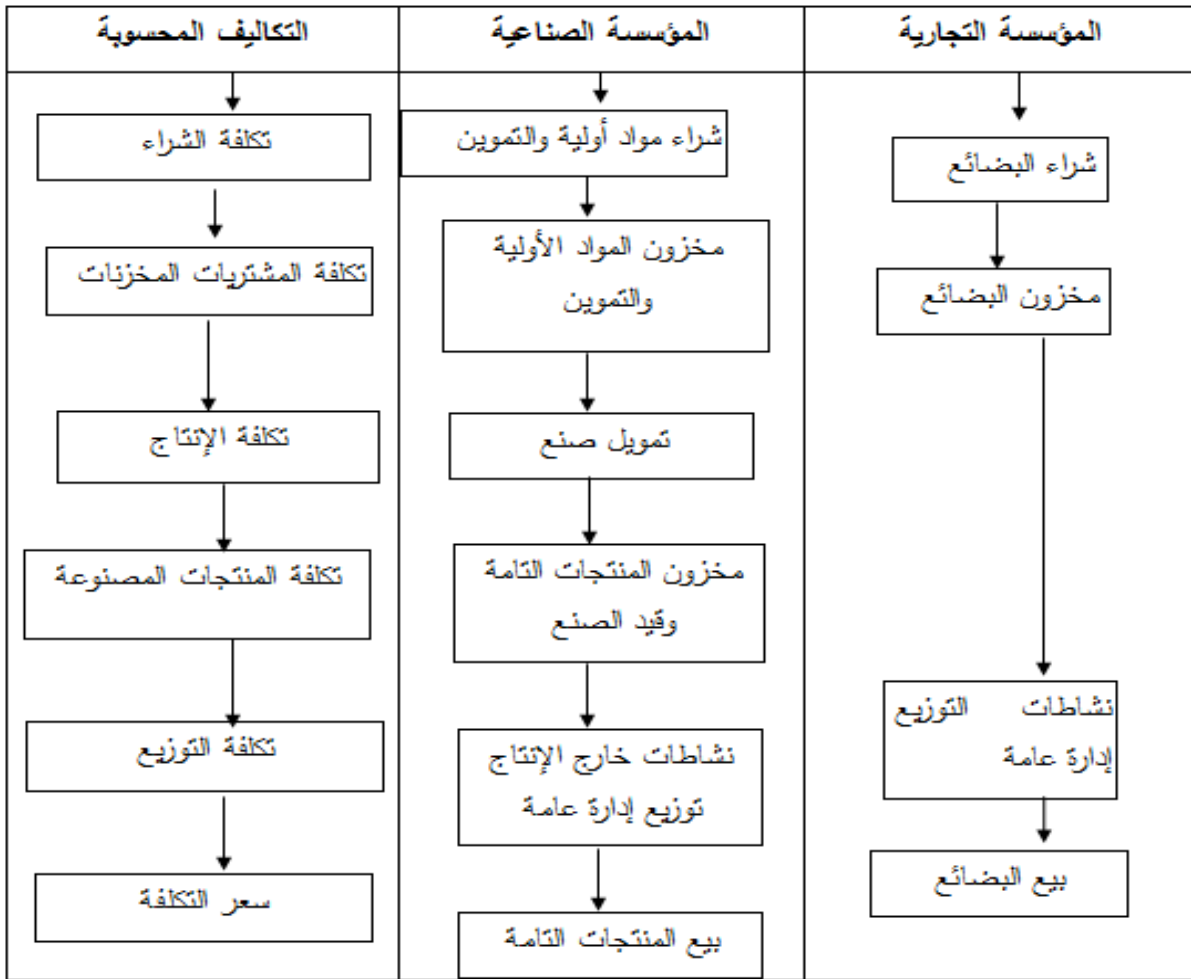 المؤسسة التجارية
المؤسسة الصناعية
التكاليف المحسوبة
شراء البضائع
مخزون البضائع
نشاطات التوزيع
إدارة عامة
بيع البضائع
شراء مواد أولية والتموين
مخزون المواد الأولية
والتموين
تمويل صنع
مخزون المنتجات التامة
وقيد الصنع
نشاطات خارج الإنتاج
توزيع إدارة عامة
بيع المنتجات التامة
تكلفة الشراء
تكلفة المشتريات المخزنات
تكلفة الإنتاج
تكلفة المنتجات المصنوعة
تكلفة التوزيع
سعر التكلفة